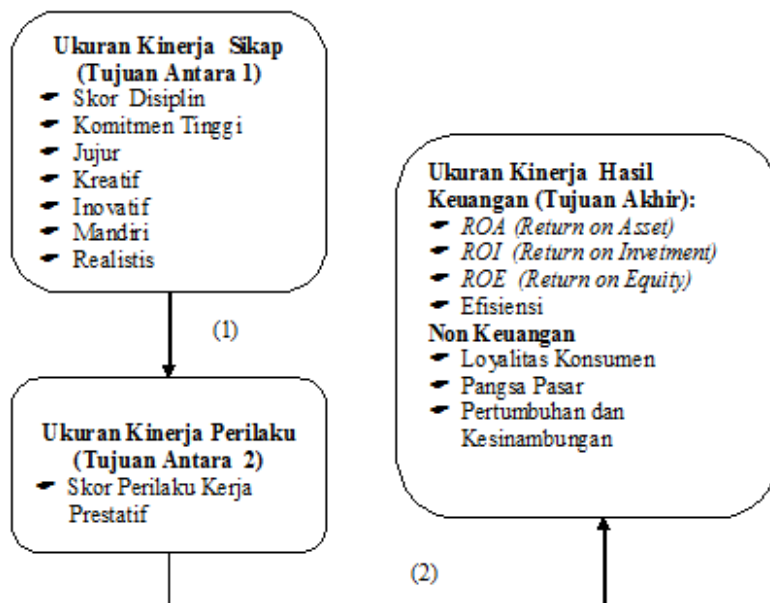 Ukuran Kinerja Sikap
(Tujuan Antara 1)
Skor Disiplin
Komitmen Tinggi
Jujur
Kreatif
Inovatif
Mandiri
Realistis
(1)
Ukuran Kinerja Perilaku
(Tujuan Antara 2)
Skor Perilaku Kerja
Prestatif
Ukuran Kinerja Hasil
Keuangan (Tujuan Akhir):
ROA (Return on Asset)
ROI (Return on Invetment)
ROE (Return on Equity)
Efisiensi
Non Keuangan
Loyalitas Konsumen
Pangsa Pasar
Pertumbuhan dan
Kesinambungan
(2)